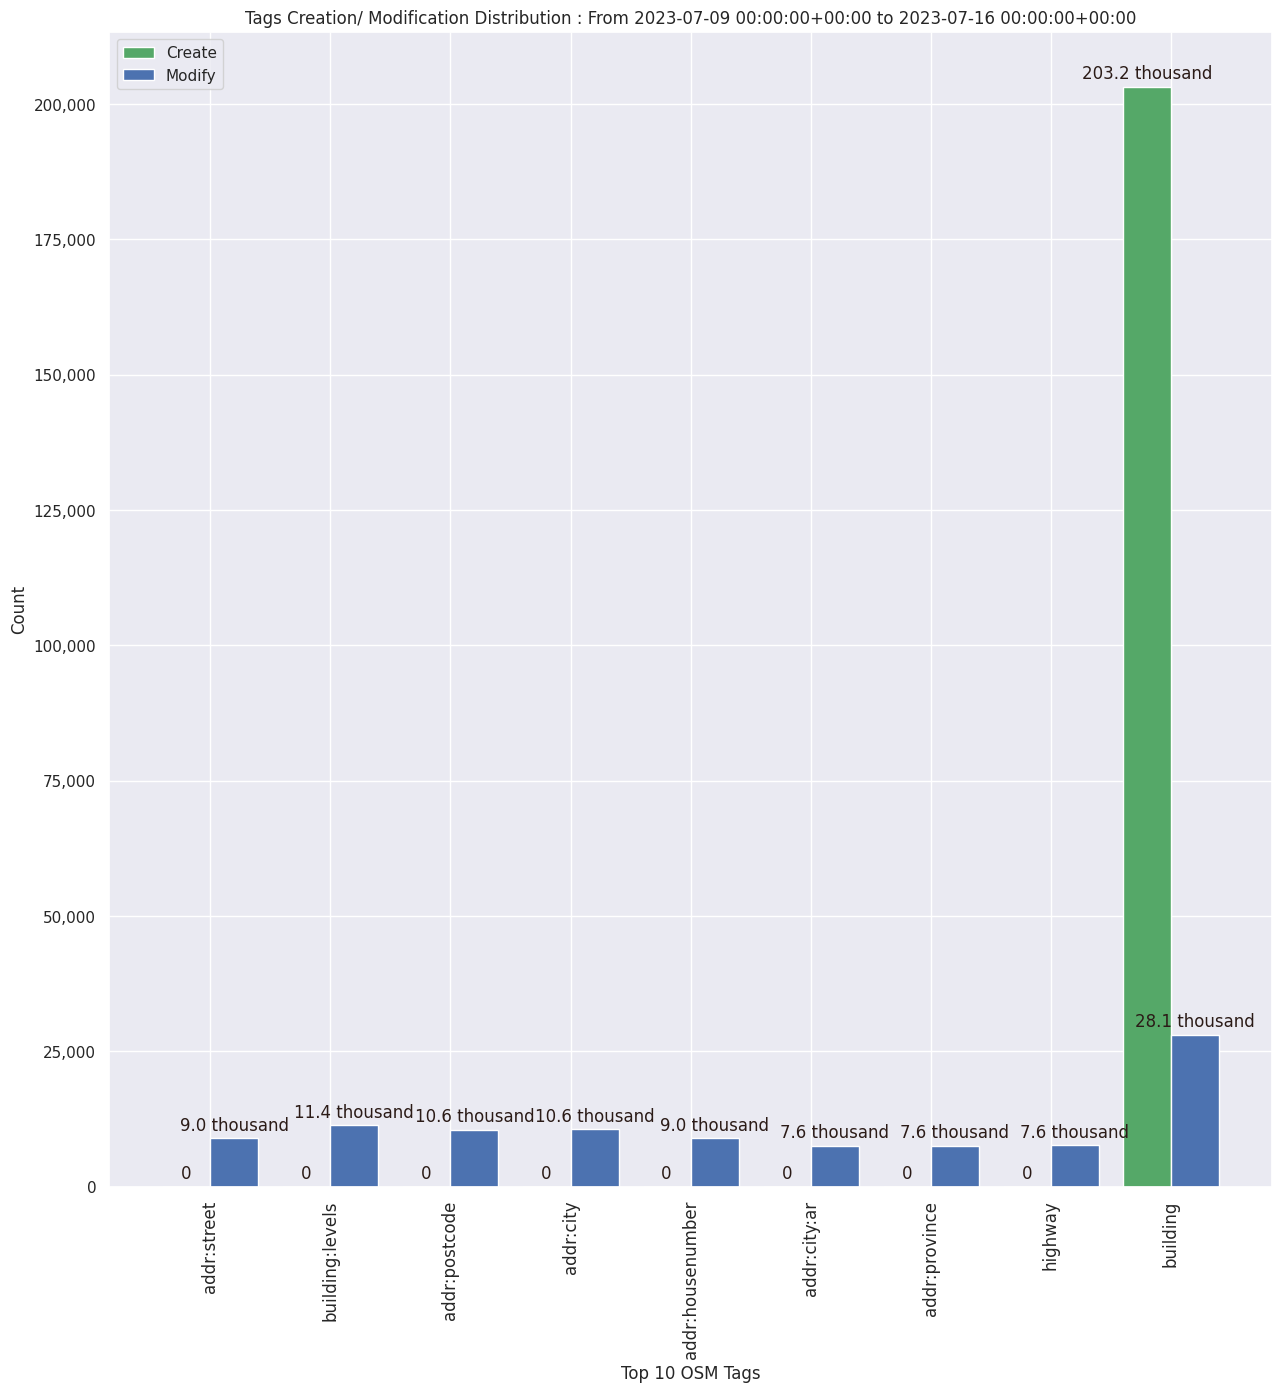 Tags Creation/ Modification Distribution : From 2023-07-09 00:00:00+00:00 to 2023-07-16 00:00:00+00:00
Create
Modify
203.2 thousand
200,000
175,000
150,000
125,000
100,000
75,000
50,000
25,000
0
Count
28.1 thousand
9.0 thousand
11.4 thousand
10.6 thousand
10.6 thousand
9.0 thousand
7.6 thousand
7.6 thousand
7.6 thousand
0
0
0
0
0
0
0
0
addr:street
building:levels
addr:postcode
addr:city
addr:housenumber
addr:city:ar
addr:province
highway
building
Top 10 OSM Tags